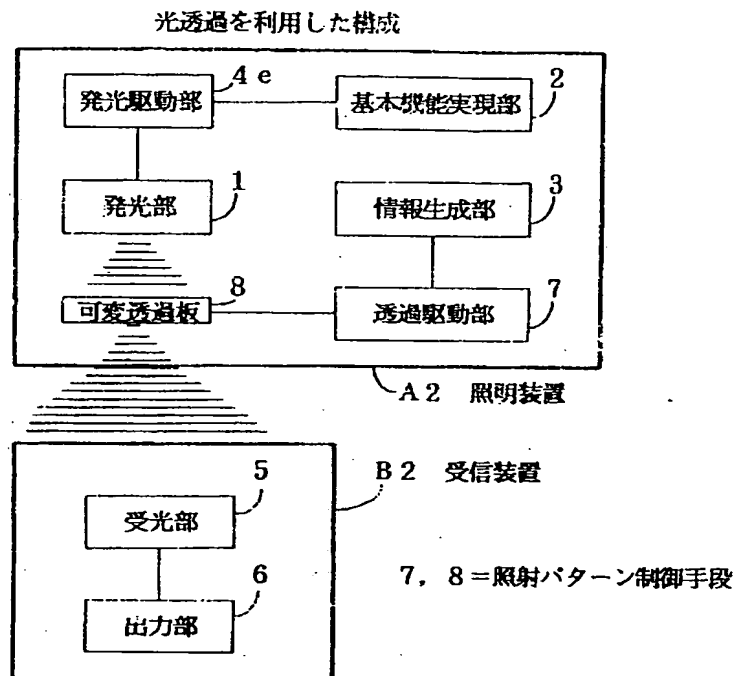 光透過を利用した構成
4e
発光駆動部
2
基本機能実現部
1
発光部
3
情報生成部
8
可変透過板
7
透過駆動部
A2 照明装置
B2 受信装置
5
受光部
6
出力部
7, 8=照射パターン制御手段